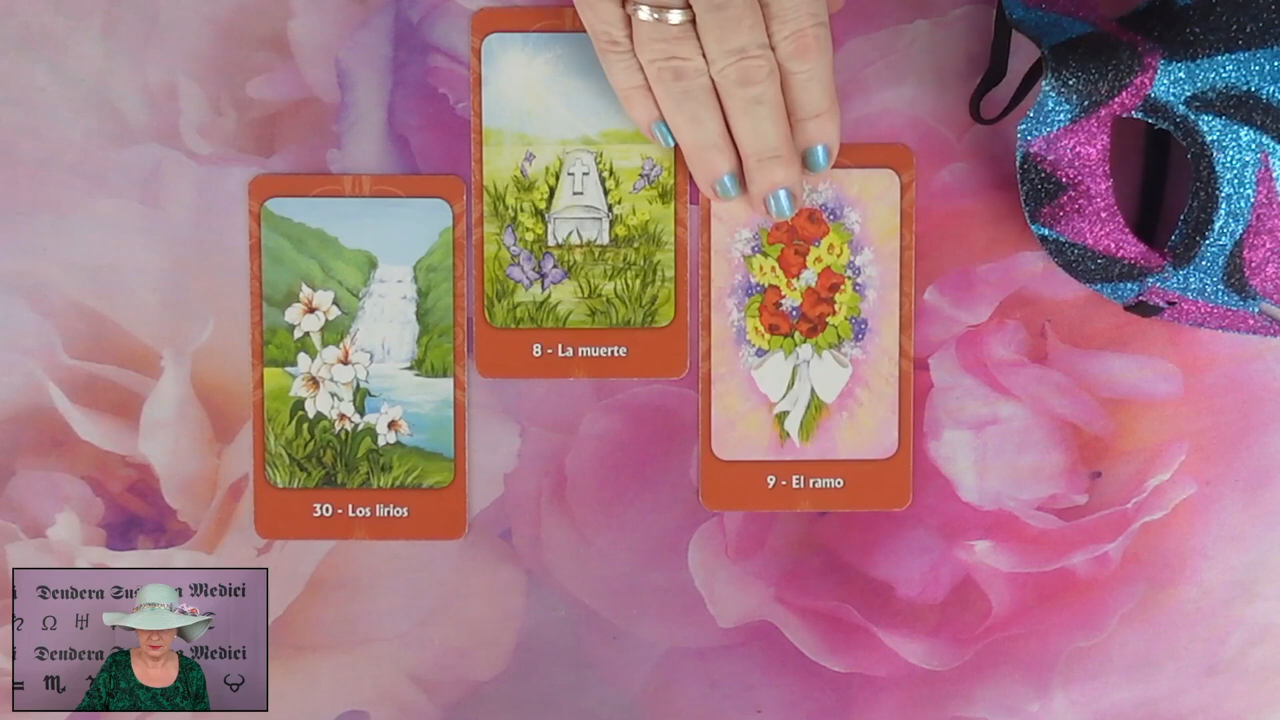 8 - La muerte
9 - El ramo
30 - Los lirios
Dendera Medici
Dendera Medici